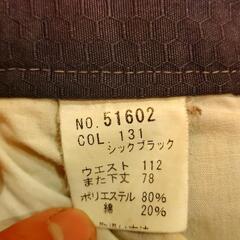 NO.51602
COL 131
シックブラック
ウエスト 112
また下丈 78
ポリエステル 80%
綿 20%